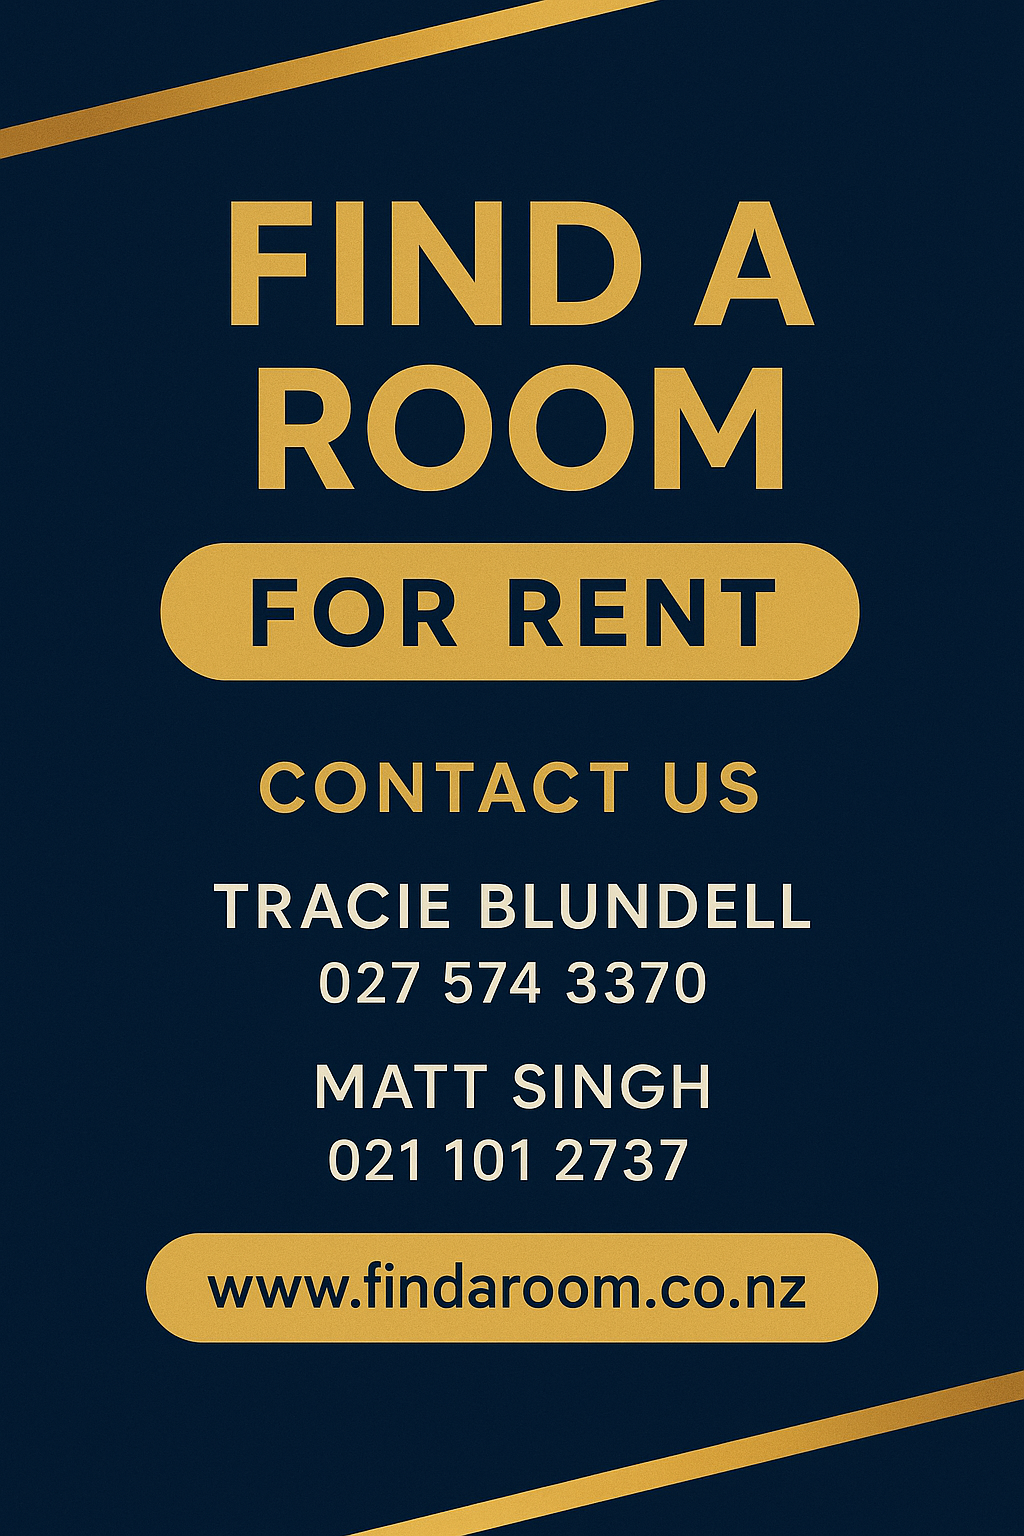 FIND A
ROOM
FOR RENT
CONTACT US
TRACIE BLUNDELL
027 574 3370
MATT SINGH
021 101 2737
www.findaroom.co.nz